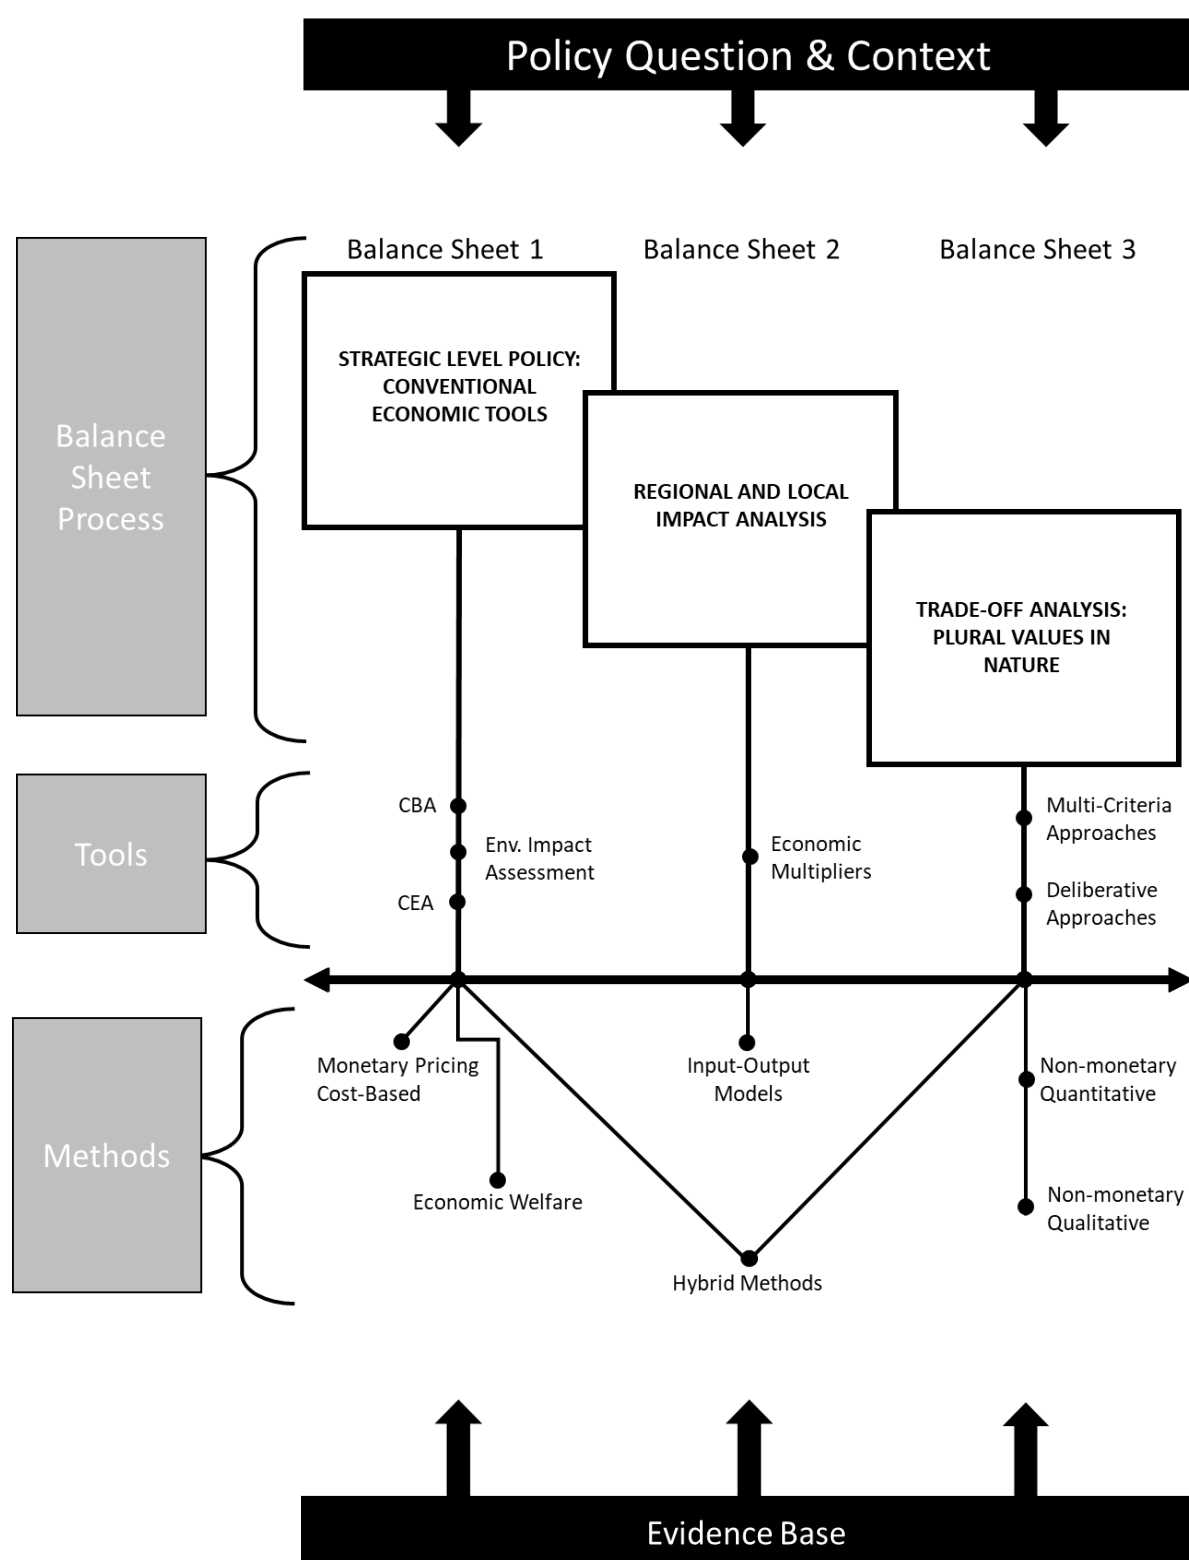 Policy Question & Context
Balance Sheet 1
Balance Sheet 2
Balance Sheet 3
Balance
Sheet
Process
STRATEGIC LEVEL POLICY:
CONVENTIONAL
ECONOMIC TOOLS
REGIONAL AND LOCAL
IMPACT ANALYSIS
TRADE-OFF ANALYSIS:
PLURAL VALUES IN
NATURE
Tools
CBA
Env. Impact
Assessment
CEA
Economic
Multipliers
Multi-Criteria
Approaches
Deliberative
Approaches
Methods
Monetary Pricing
Cost-Based
Economic Welfare
Input-Output
Models
Hybrid Methods
Non-monetary
Quantitative
Non-monetary
Qualitative
Evidence Base